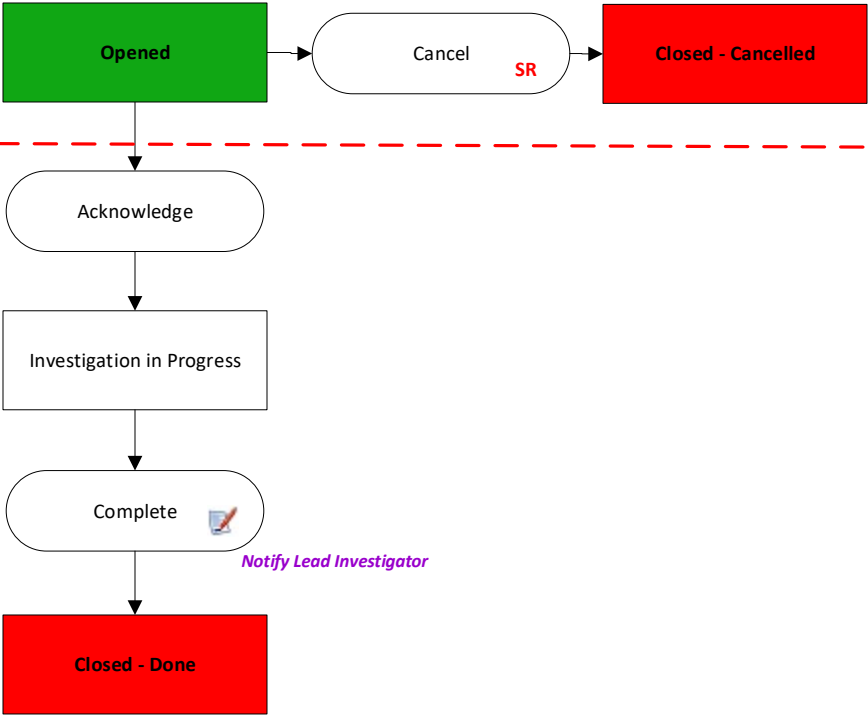 Opened
Cancel
SR
Closed - Cancelled
Acknowledge
Investigation in Progress
Complete
Notify Lead Investigator
Closed - Done